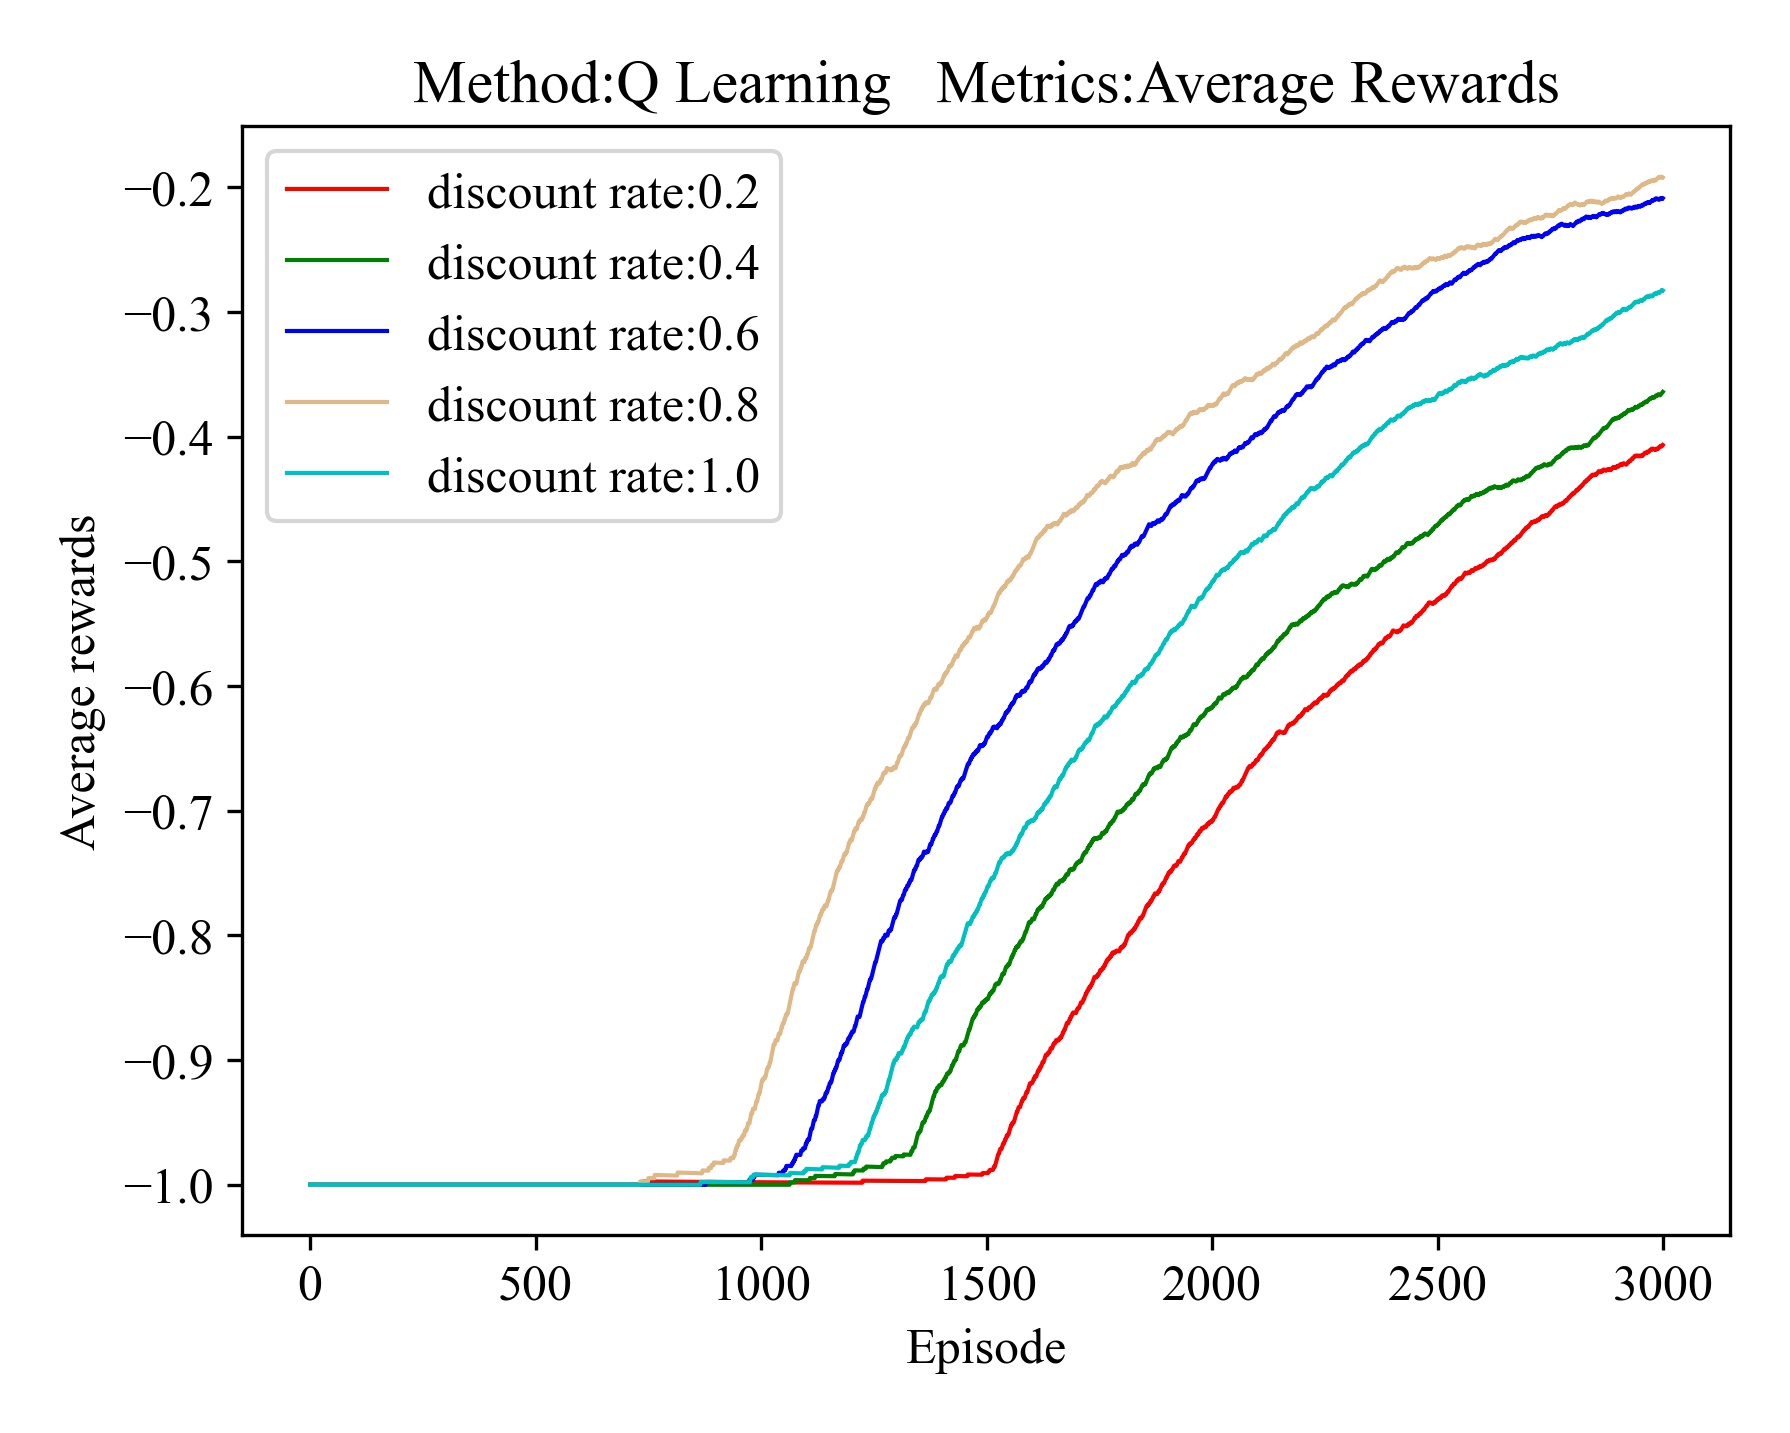 Method:Q Learning   Metrics:Average Rewards
discount rate:0.2
discount rate:0.4
discount rate:0.6
discount rate:0.8
discount rate:1.0
Average rewards
−0.2
−0.3
−0.4
−0.5
−0.6
−0.7
−0.8
−0.9
−1.0
0 500 1000 1500 2000 2500 3000
Episode